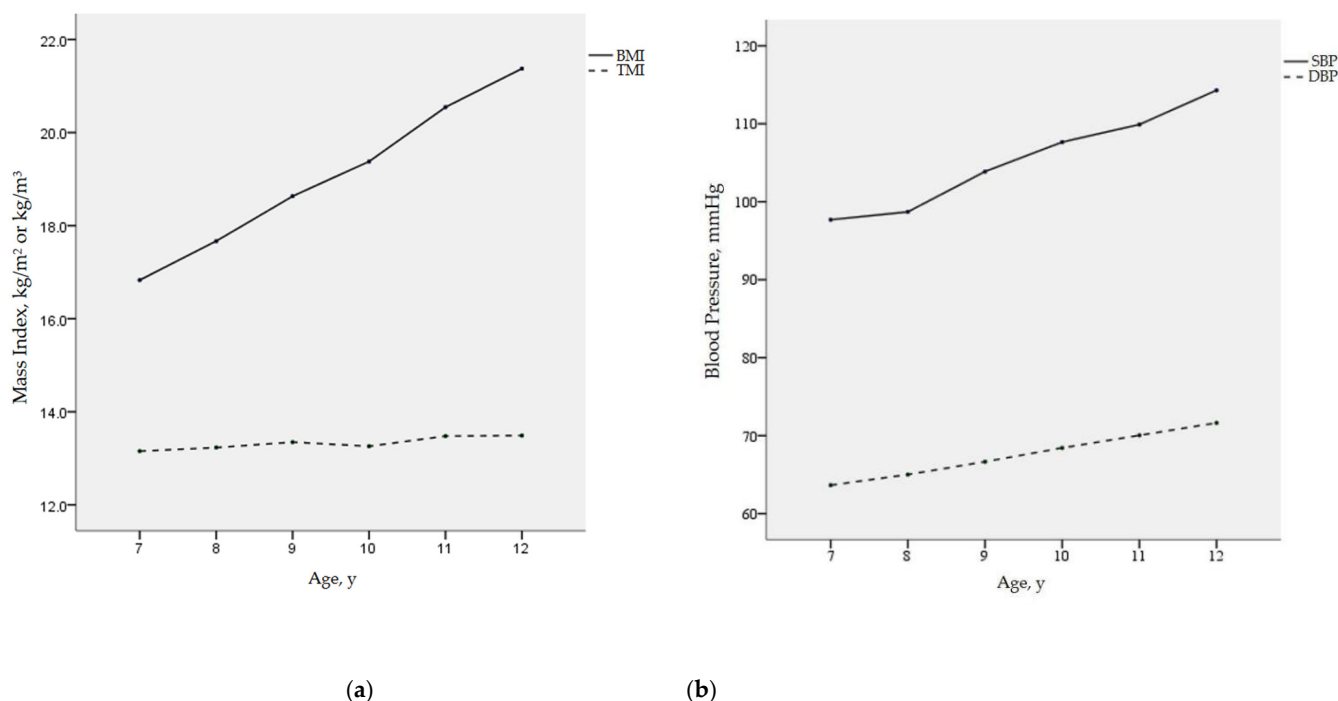 22.0
20.0
18.0
16.0
14.0
12.0
Mass Index, kg/m² or kg/m³
7 8 9 10 11 12
Age, y
BMI
TMI
(a)
120
110
100
90
80
70
60
Blood Pressure, mmHg
7 8 9 10 11 12
Age, y
SBP
DBP
(b)